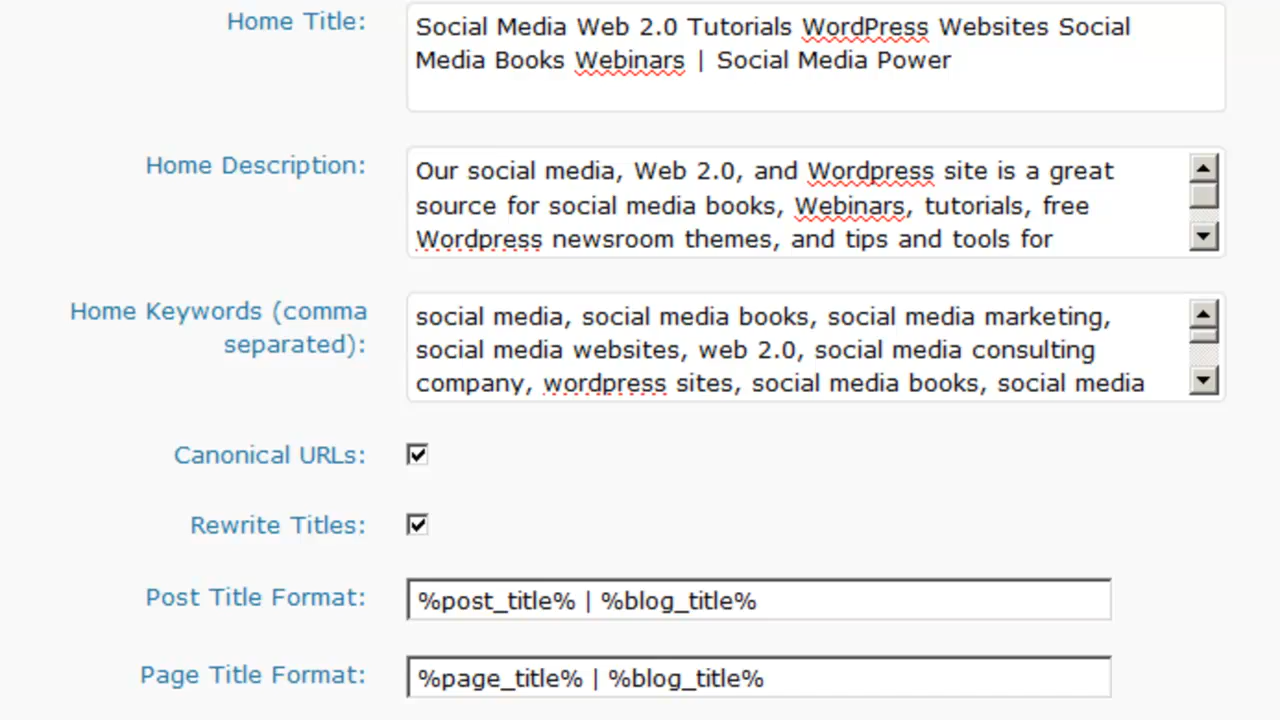 Home Title:
Social Media Web 2.0 Tutorials WordPress Websites Social
Media Books Webinars | Social Media Power
Home Description:
Our social media, Web 2.0, and Wordpress site is a great
source for social media books, Webinars, tutorials, free
Wordpress newsroom themes, and tips and tools for
Home Keywords (comma
separated):
social media, social media books, social media marketing,
social media websites, web 2.0, social media consulting
company, wordpress sites, social media books, social media
Canonical URLs:
Rewrite Titles:
Post Title Format:
%post_title% | %blog_title%
Page Title Format:
%page_title% | %blog_title%